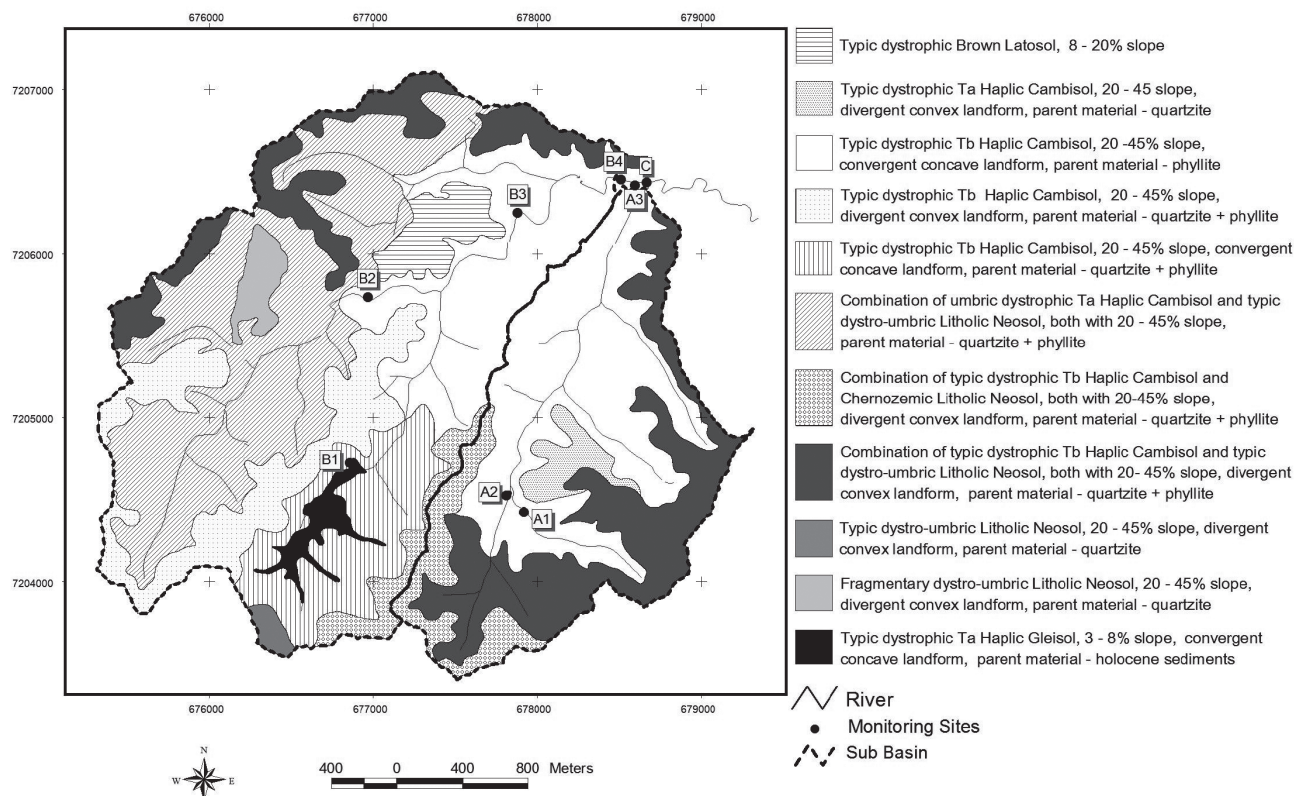 676000 677000 678000 679000
7207000
7206000
7205000
7204000
B4
C
A3
B3
B2
B1
A2
A1
676000 677000 678000 679000
N
W E
S
400 0 400 800 Meters
Typic dystrophic Brown Latosol, 8 - 20% slope
Typic dystrophic Ta Haplic Cambisol, 20 - 45 slope,
divergent convex landform, parent material - quartzite
Typic dystrophic Tb Haplic Cambisol, 20 -45% slope,
convergent concave landform, parent material - phyllite
Typic dystrophic Tb Haplic Cambisol, 20 - 45% slope,
divergent convex landform, parent material - quartzite + phyllite
Typic dystrophic Tb Haplic Cambisol, 20 - 45% slope, convergent
concave landform, parent material - quartzite + phyllite
Combination of umbric dystrophic Ta Haplic Cambisol and typic
dystro-umbric Litholic Neosol, both with 20 - 45% slope,
parent material - quartzite + phyllite
Combination of typic dystrophic Tb Haplic Cambisol and
Chernozemic Litholic Neosol, both with 20-45% slope,
divergent convex landform, parent material - quartzite + phyllite
Combination of typic dystrophic Tb Haplic Cambisol and typic
dystro-umbric Litholic Neosol, both with 20- 45% slope, divergent
convex landform, parent material - quartzite + phyllite
Typic dystro-umbric Litholic Neosol, 20 - 45% slope, divergent
convex landform, parent material - quartzite
Fragmentary dystro-umbric Litholic Neosol, 20 - 45% slope,
divergent convex landform, parent material - quartzite
Typic dystrophic Ta Haplic Gleisol, 3 - 8% slope, convergent
concave landform, parent material - holocene sediments
River
Monitoring Sites
Sub Basin